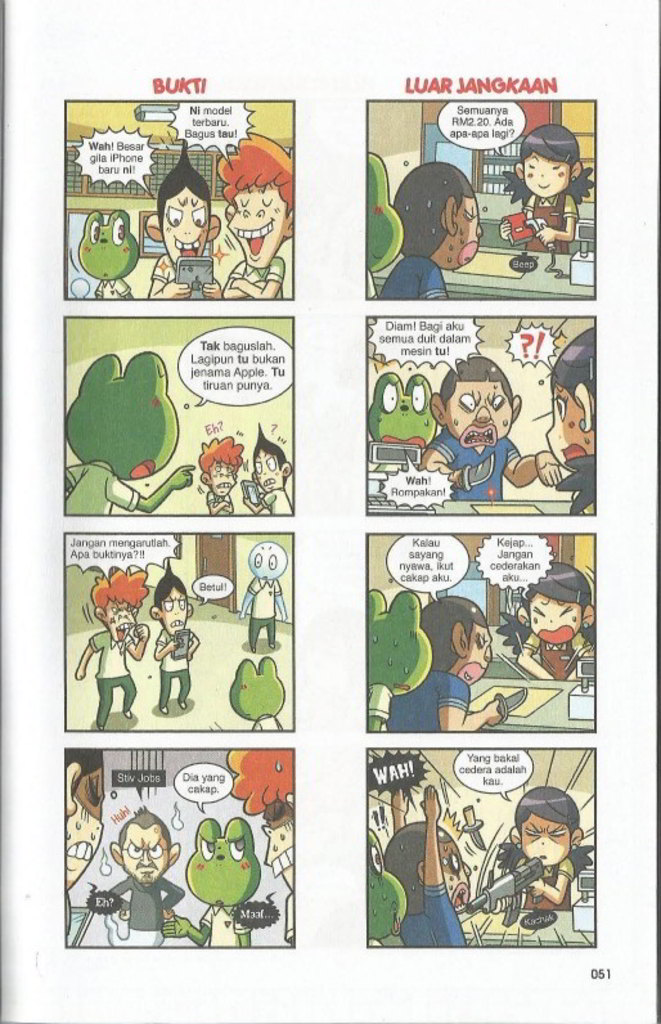 BUKTI
Ni model
terbaru.
Bagus tau!
Wah! Besar
gila iPhone
baru ni!
Tak baguslah.
Lagipun tu bukan
jenama Apple. Tu
tiruan punya.
Eh?
?
Jangan mengarutlah.
Apa buktinya?!!
Betul!
Stiv Jobs
Dia yang
cakap.
Huh!
Eh?
Maaf...
LUAR JANGKAAN
Semuanya
RM2.20. Ada
apa-apa lagi?
Beep
Diam! Bagi aku
semua duit dalam
mesin tu!
?!
Wah!
Rompakan!
Kalau
sayang
nyawa, ikut
cakap aku.
Kejap...
Jangan
cederakan
aku...
WAH!
!!
Yang bakal
cedera adalah
kau.
Kachak
051